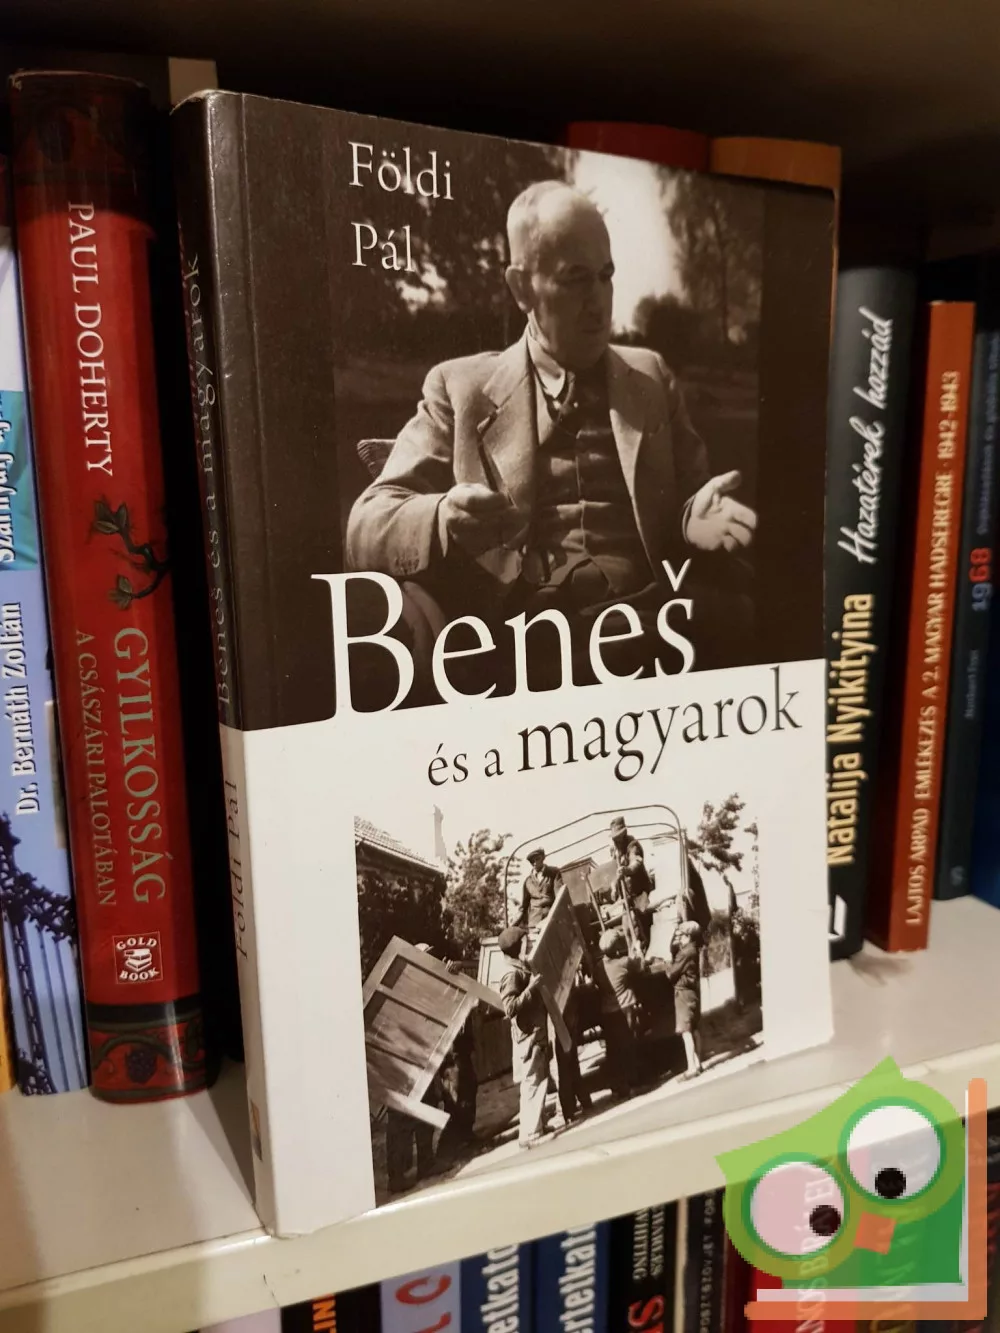 Földi
Pál
Beneš
és a magyarok
Beneš és a magyarok
Földi Pál
PAUL DOHERTY
GYILKOSSÁG
A CSÁSZÁRI PALOTÁBAN
GOLD
BOOK
Dr. Bernáth Zoltán
Natalija Nyikityina
Hazatérek hozzád
LAJTOS ÁRPÁD EMLÉKEZÉS A 2. MAGYAR HADSEREGRE · 1942-1943
1968